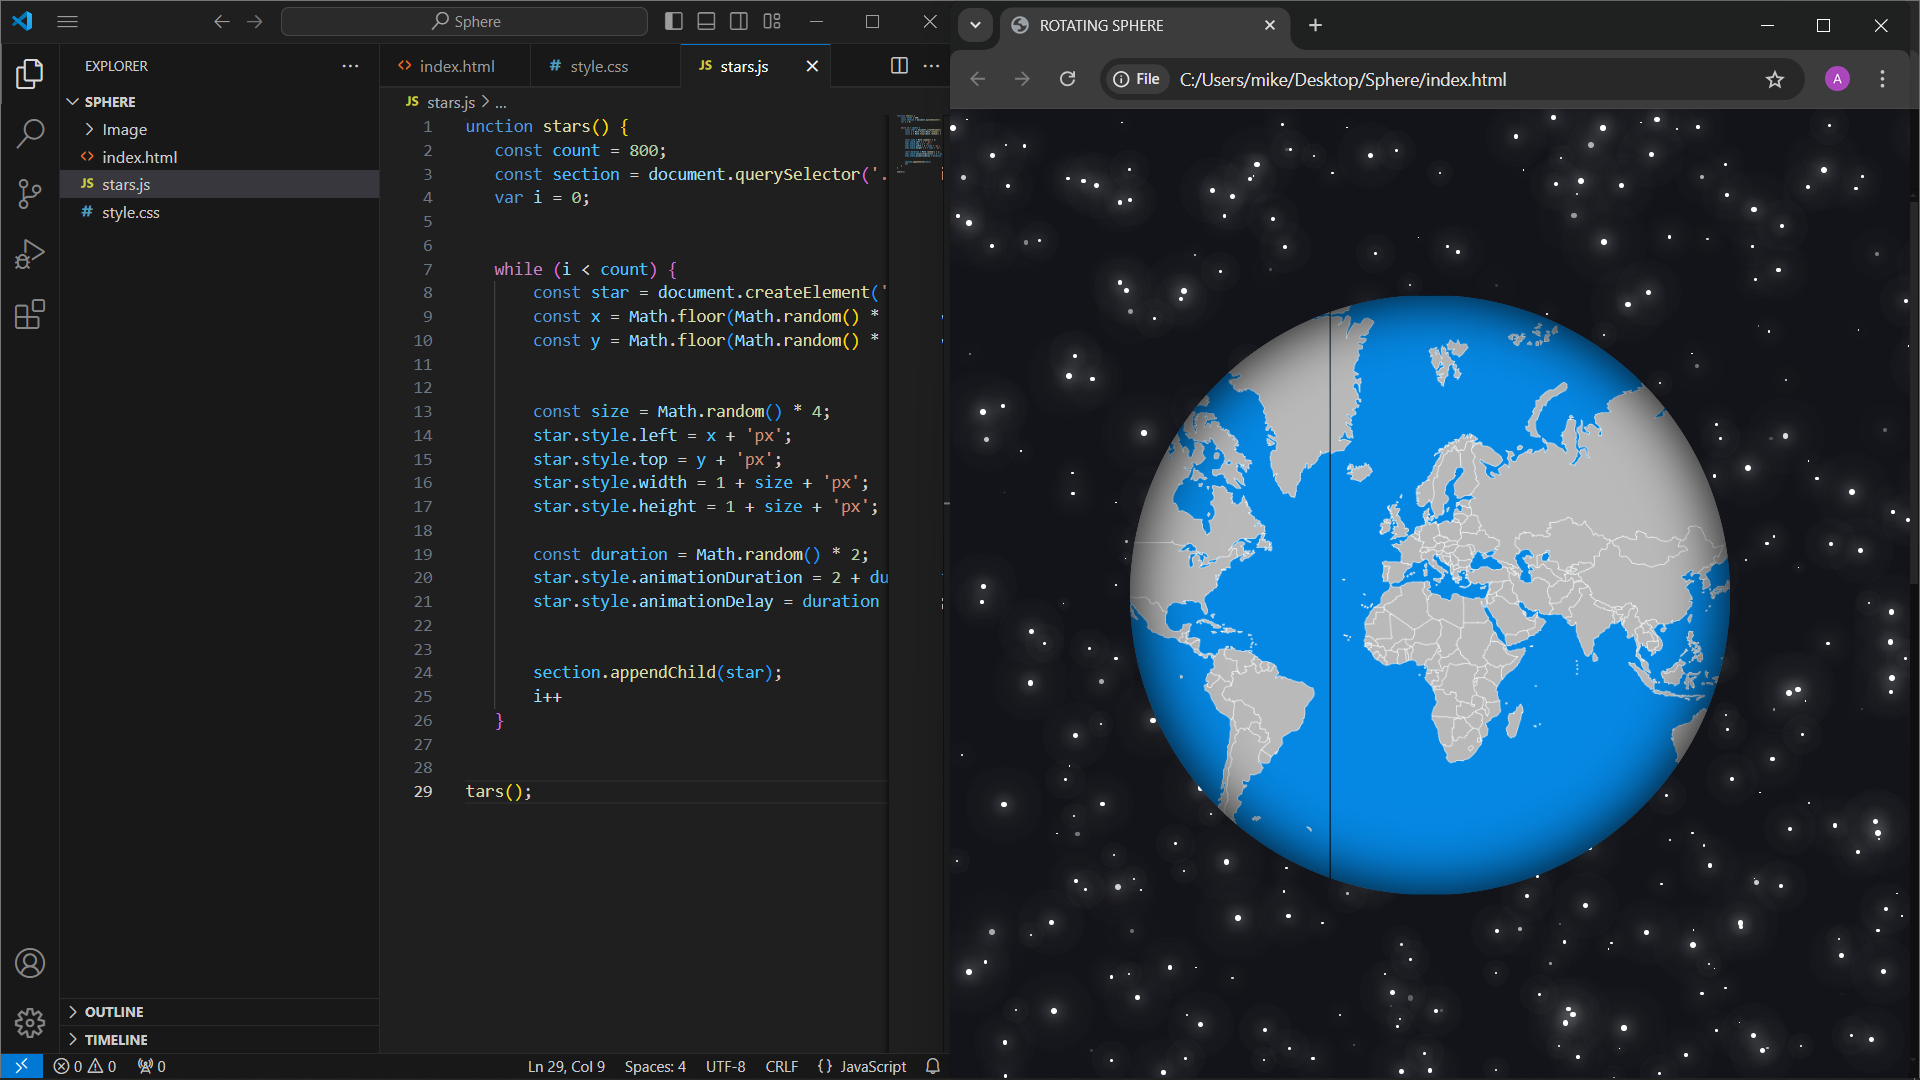 Sphere
EXPLORER
SPHERE
Image
index.html
JS stars.js
# style.css
OUTLINE
TIMELINE
index.html
# style.css
JS stars.js
JS stars.js > ...
1 unction stars() {
2 const count = 800;
3 const section = document.querySelector('.
4 var i = 0;
5
6
7 while (i < count) {
8 const star = document.createElement('
9 const x = Math.floor(Math.random() *
10 const y = Math.floor(Math.random() *
11
12
13 const size = Math.random() * 4;
14 star.style.left = x + 'px';
15 star.style.top = y + 'px';
16 star.style.width = 1 + size + 'px';
17 star.style.height = 1 + size + 'px';
18
19 const duration = Math.random() * 2;
20 star.style.animationDuration = 2 + du
21 star.style.animationDelay = duration
22
23
24 section.appendChild(star);
25 i++
26 }
27
28
29 tars();
0 0 0
Ln 29, Col 9 Spaces: 4 UTF-8 CRLF {} JavaScript
ROTATING SPHERE
File C:/Users/mike/Desktop/Sphere/index.html
A